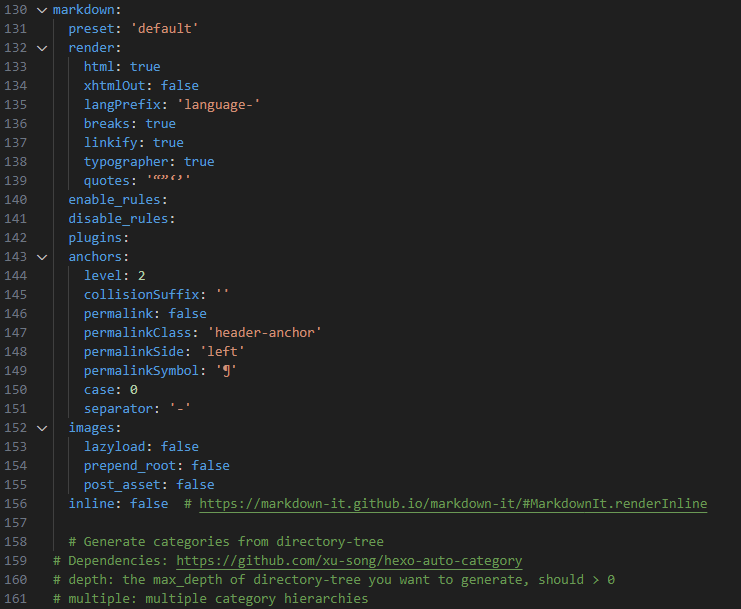 130 markdown:
131 preset: 'default'
132 render:
133 html: true
134 xhtmlOut: false
135 langPrefix: 'language-'
136 breaks: true
137 linkify: true
138 typographer: true
139 quotes: '“”‘’'
140 enable_rules:
141 disable_rules:
142 plugins:
143 anchors:
144 level: 2
145 collisionSuffix: ''
146 permalink: false
147 permalinkClass: 'header-anchor'
148 permalinkSide: 'left'
149 permalinkSymbol: '¶'
150 case: 0
151 separator: '-'
152 images:
153 lazyload: false
154 prepend_root: false
155 post_asset: false
156 inline: false  # https://markdown-it.github.io/markdown-it/#MarkdownIt.renderInline
157
158 # Generate categories from directory-tree
159 # Dependencies: https://github.com/xu-song/hexo-auto-category
160 # depth: the max_depth of directory-tree you want to generate, should > 0
161 # multiple: multiple category hierarchies